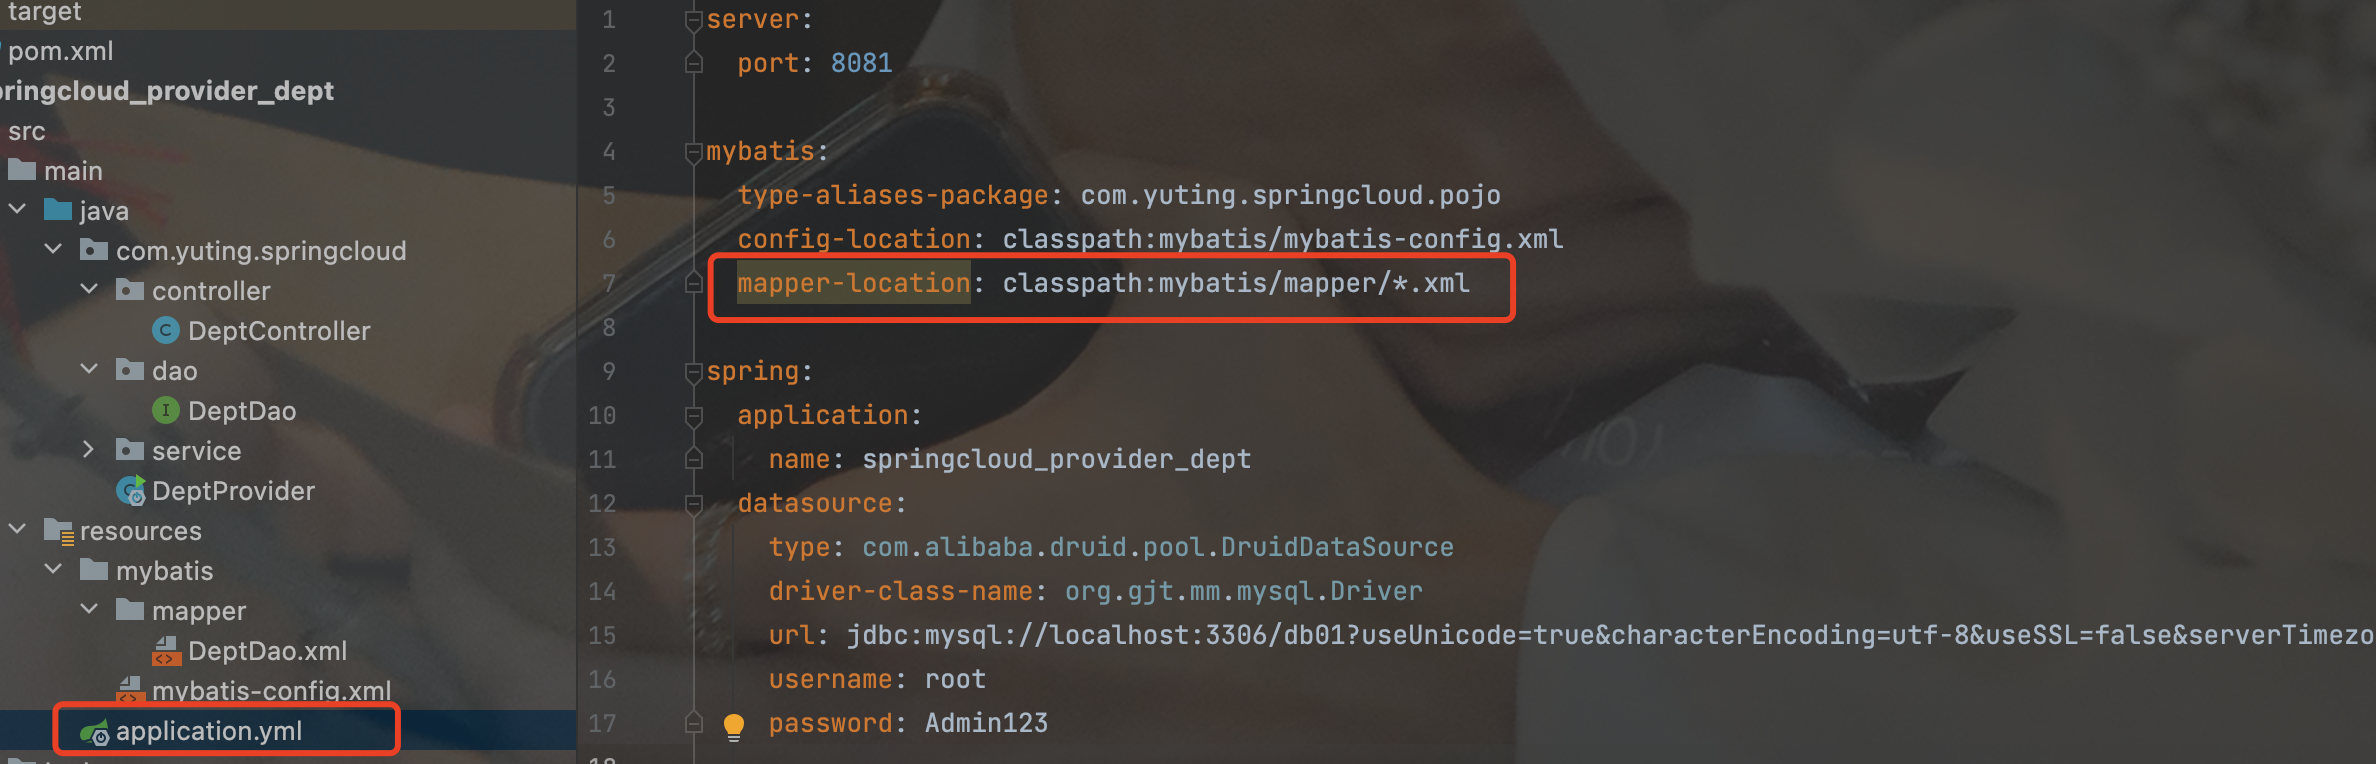 target
pom.xml
pringcloud_provider_dept
src
main
java
com.yuting.springcloud
controller
DeptController
dao
DeptDao
service
DeptProvider
resources
mybatis
mapper
DeptDao.xml
mybatis-config.xml
application.yml
1 server:
2 port: 8081
3
4 mybatis:
5 type-aliases-package: com.yuting.springcloud.pojo
6 config-location: classpath:mybatis/mybatis-config.xml
7 mapper-location: classpath:mybatis/mapper/*.xml
8
9 spring:
10 application:
11 name: springcloud_provider_dept
12 datasource:
13 type: com.alibaba.druid.pool.DruidDataSource
14 driver-class-name: org.gjt.mm.mysql.Driver
15 url: jdbc:mysql://localhost:3306/db01?useUnicode=true&characterEncoding=utf-8&useSSL=false&serverTimezo
16 username: root
17 password: Admin123
18